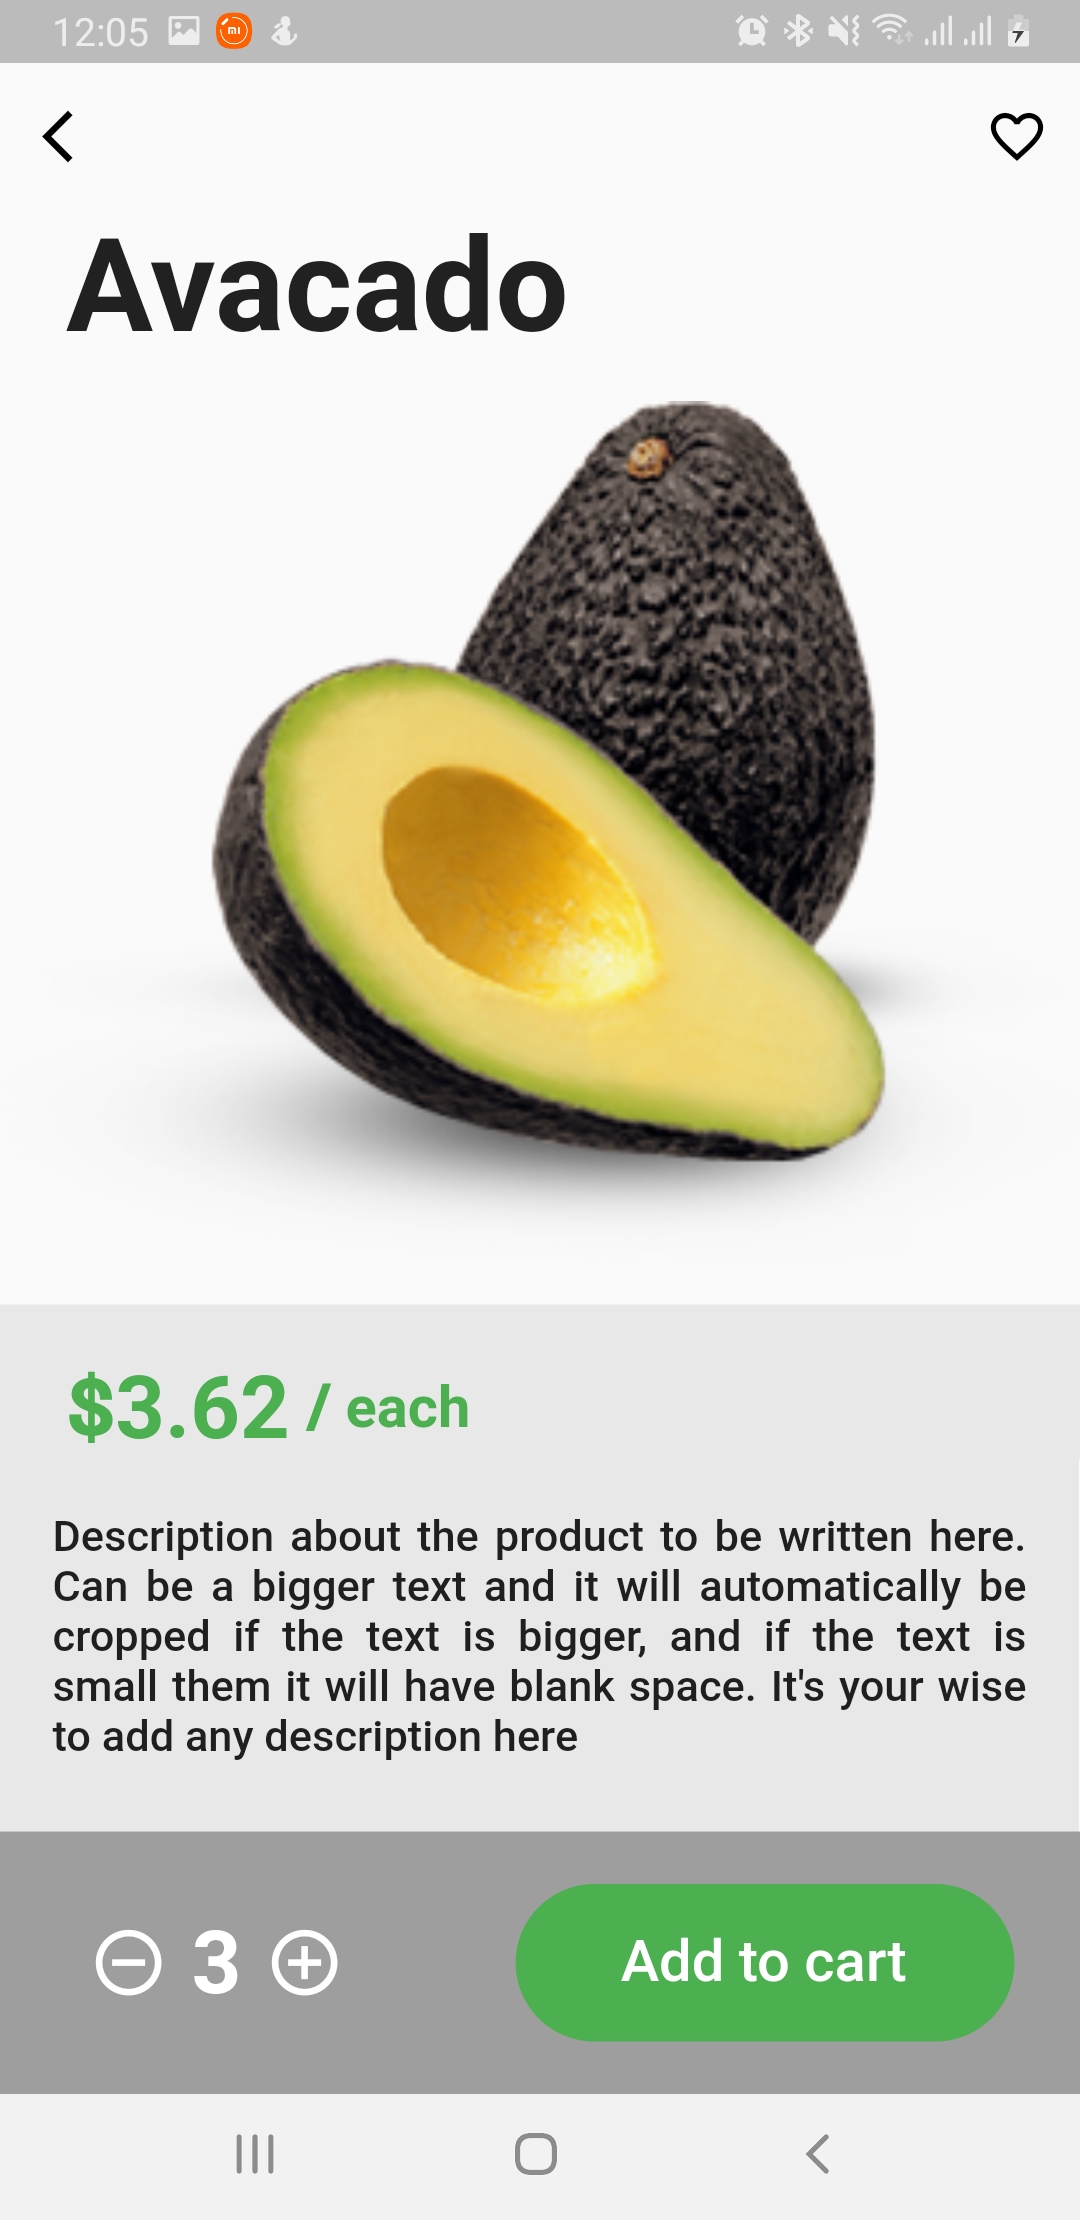 12:05
Avacado
$3.62 / each
Description about the product to be written here.
Can be a bigger text and it will automatically be
cropped if the text is bigger, and if the text is
small them it will have blank space. It's your wise
to add any description here
3
Add to cart